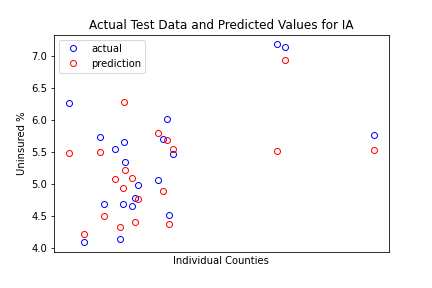 Actual Test Data and Predicted Values for IA
actual
prediction
7.0
6.5
6.0
5.5
5.0
4.5
4.0
Uninsured %
Individual Counties